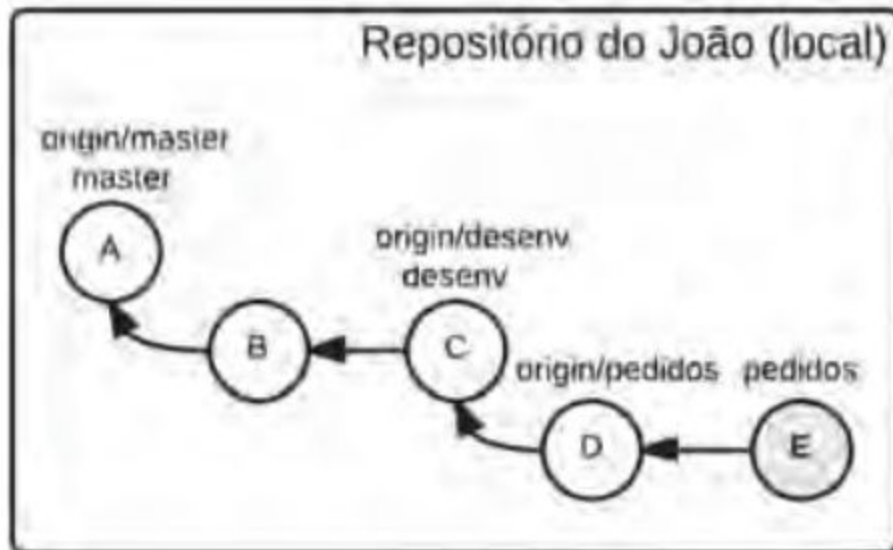 Repositório do João (local)
origin/master
master
A
origin/desenv
desenv
B
C
origin/pedidos pedidos
D
E